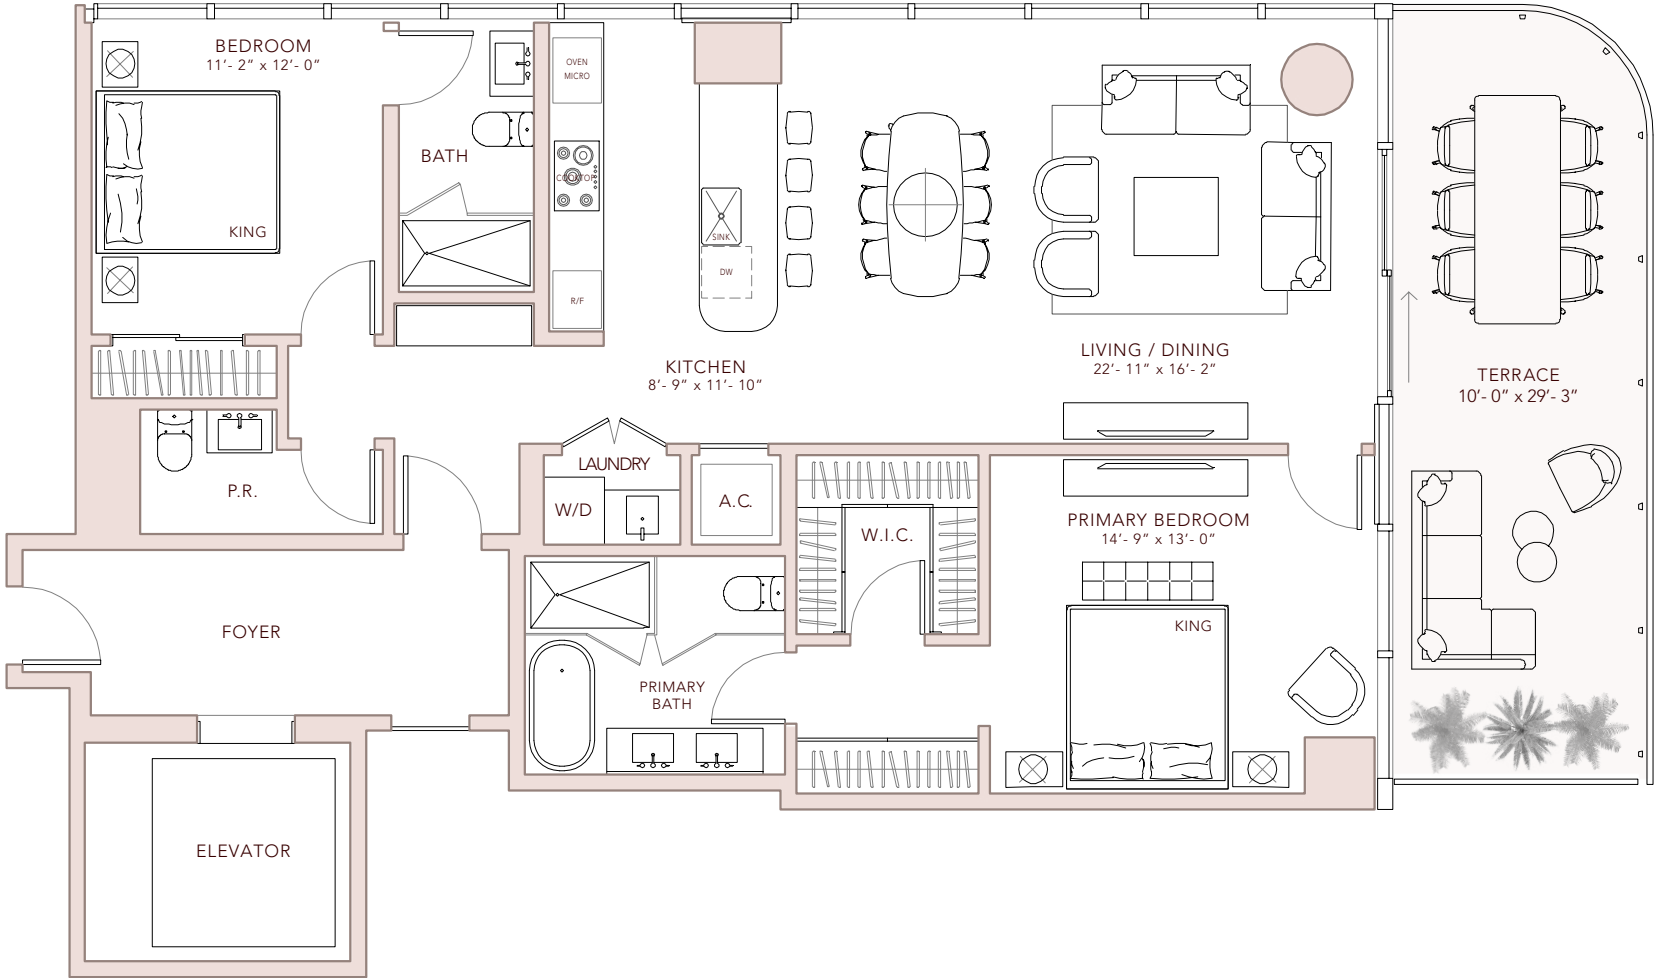 BEDROOM
11'- 2" x 12'- 0"
KING
BATH
OVEN
MICRO
COOKTOP
R/F
SINK
DW
KITCHEN
8'- 9" x 11'- 10"
LIVING / DINING
22'- 11" x 16'- 2"
TERRACE
10'- 0" x 29'- 3"
P.R.
LAUNDRY
W/D
A.C.
W.I.C.
PRIMARY BEDROOM
14'- 9" x 13'- 0"
KING
FOYER
PRIMARY
BATH
ELEVATOR